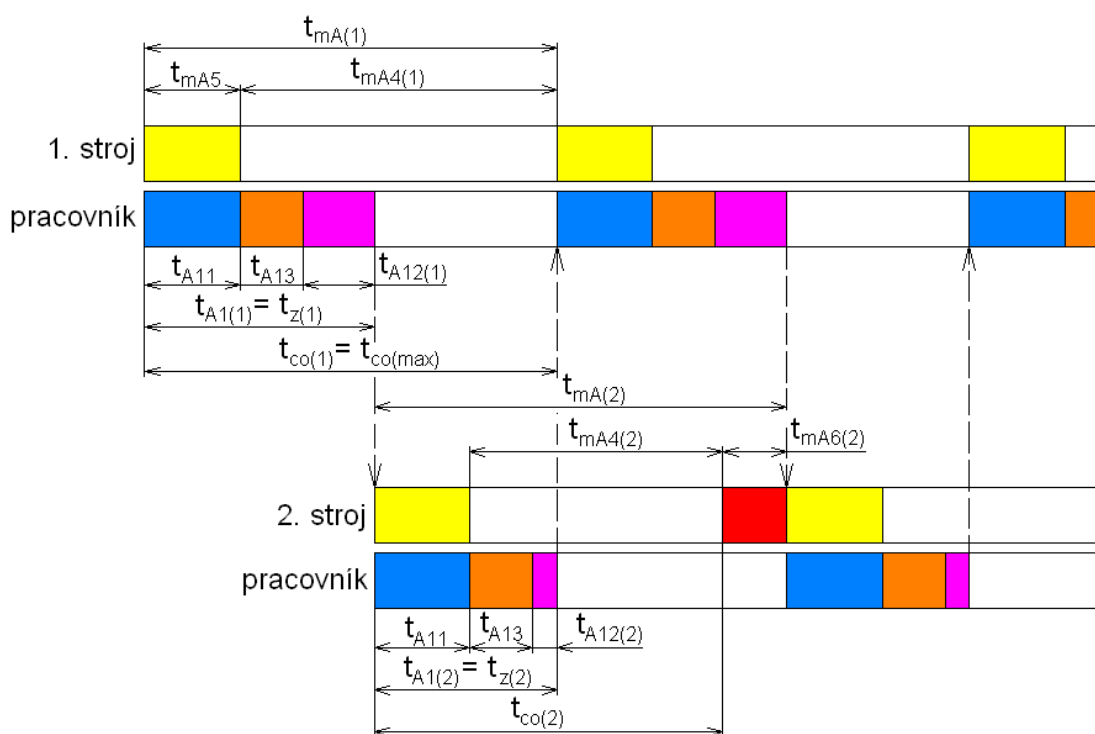 tmA(1)
tmA5 tmA4(1)
1. stroj
pracovník
tA11 tA13 tA12(1)
tA1(1) = tz(1)
tco(1) = tco(max)
tmA(2)
tmA4(2) tmA6(2)
2. stroj
pracovník
tA11 tA13 tA12(2)
tA1(2) = tz(2)
tco(2)